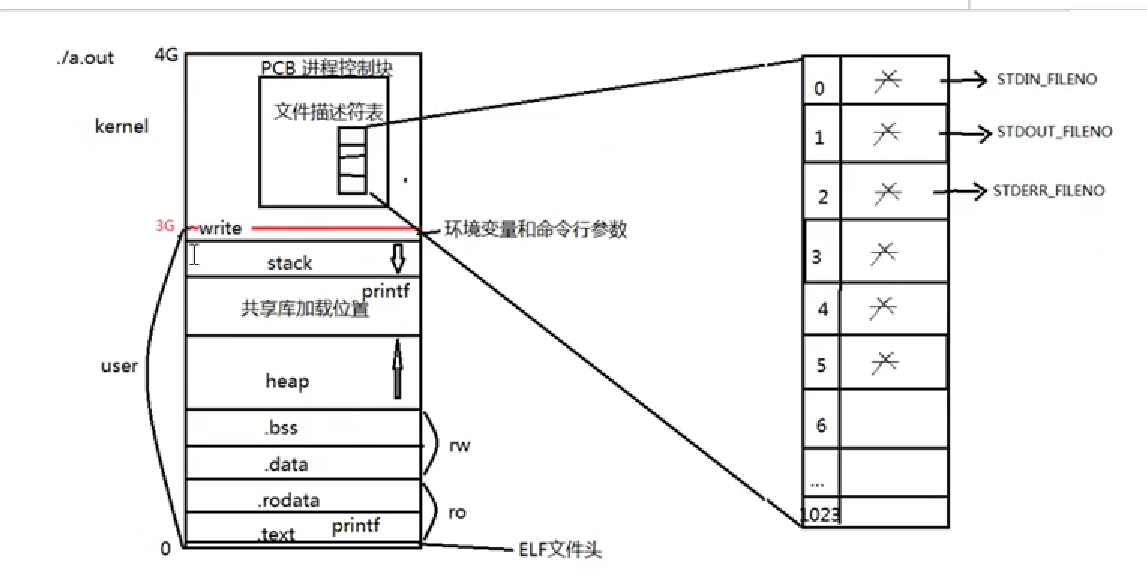 ./a.out
4G
PCB 进程控制块
文件描述符表
kernel
3G
write
环境变量和命令行参数
stack
printf
共享库加载位置
user
heap
.bss
rw
.data
.rodata
ro
.text
printf
0
ELF文件头
0
STDIN_FILENO
1
STDOUT_FILENO
2
STDERR_FILENO
3
4
5
6
...
1023